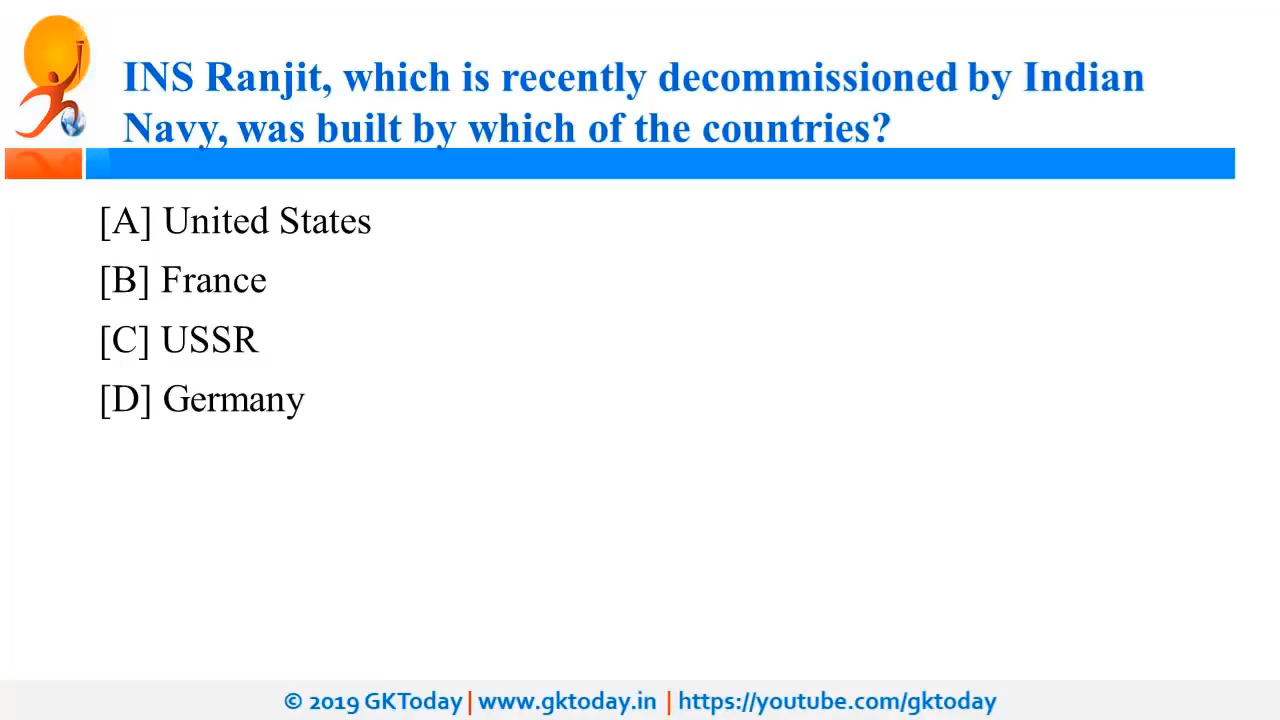 INS Ranjit, which is recently decommissioned by Indian
Navy, was built by which of the countries?
[A] United States
[B] France
[C] USSR
[D] Germany
© 2019 GKToday | www.gktoday.in | https://youtube.com/gktoday